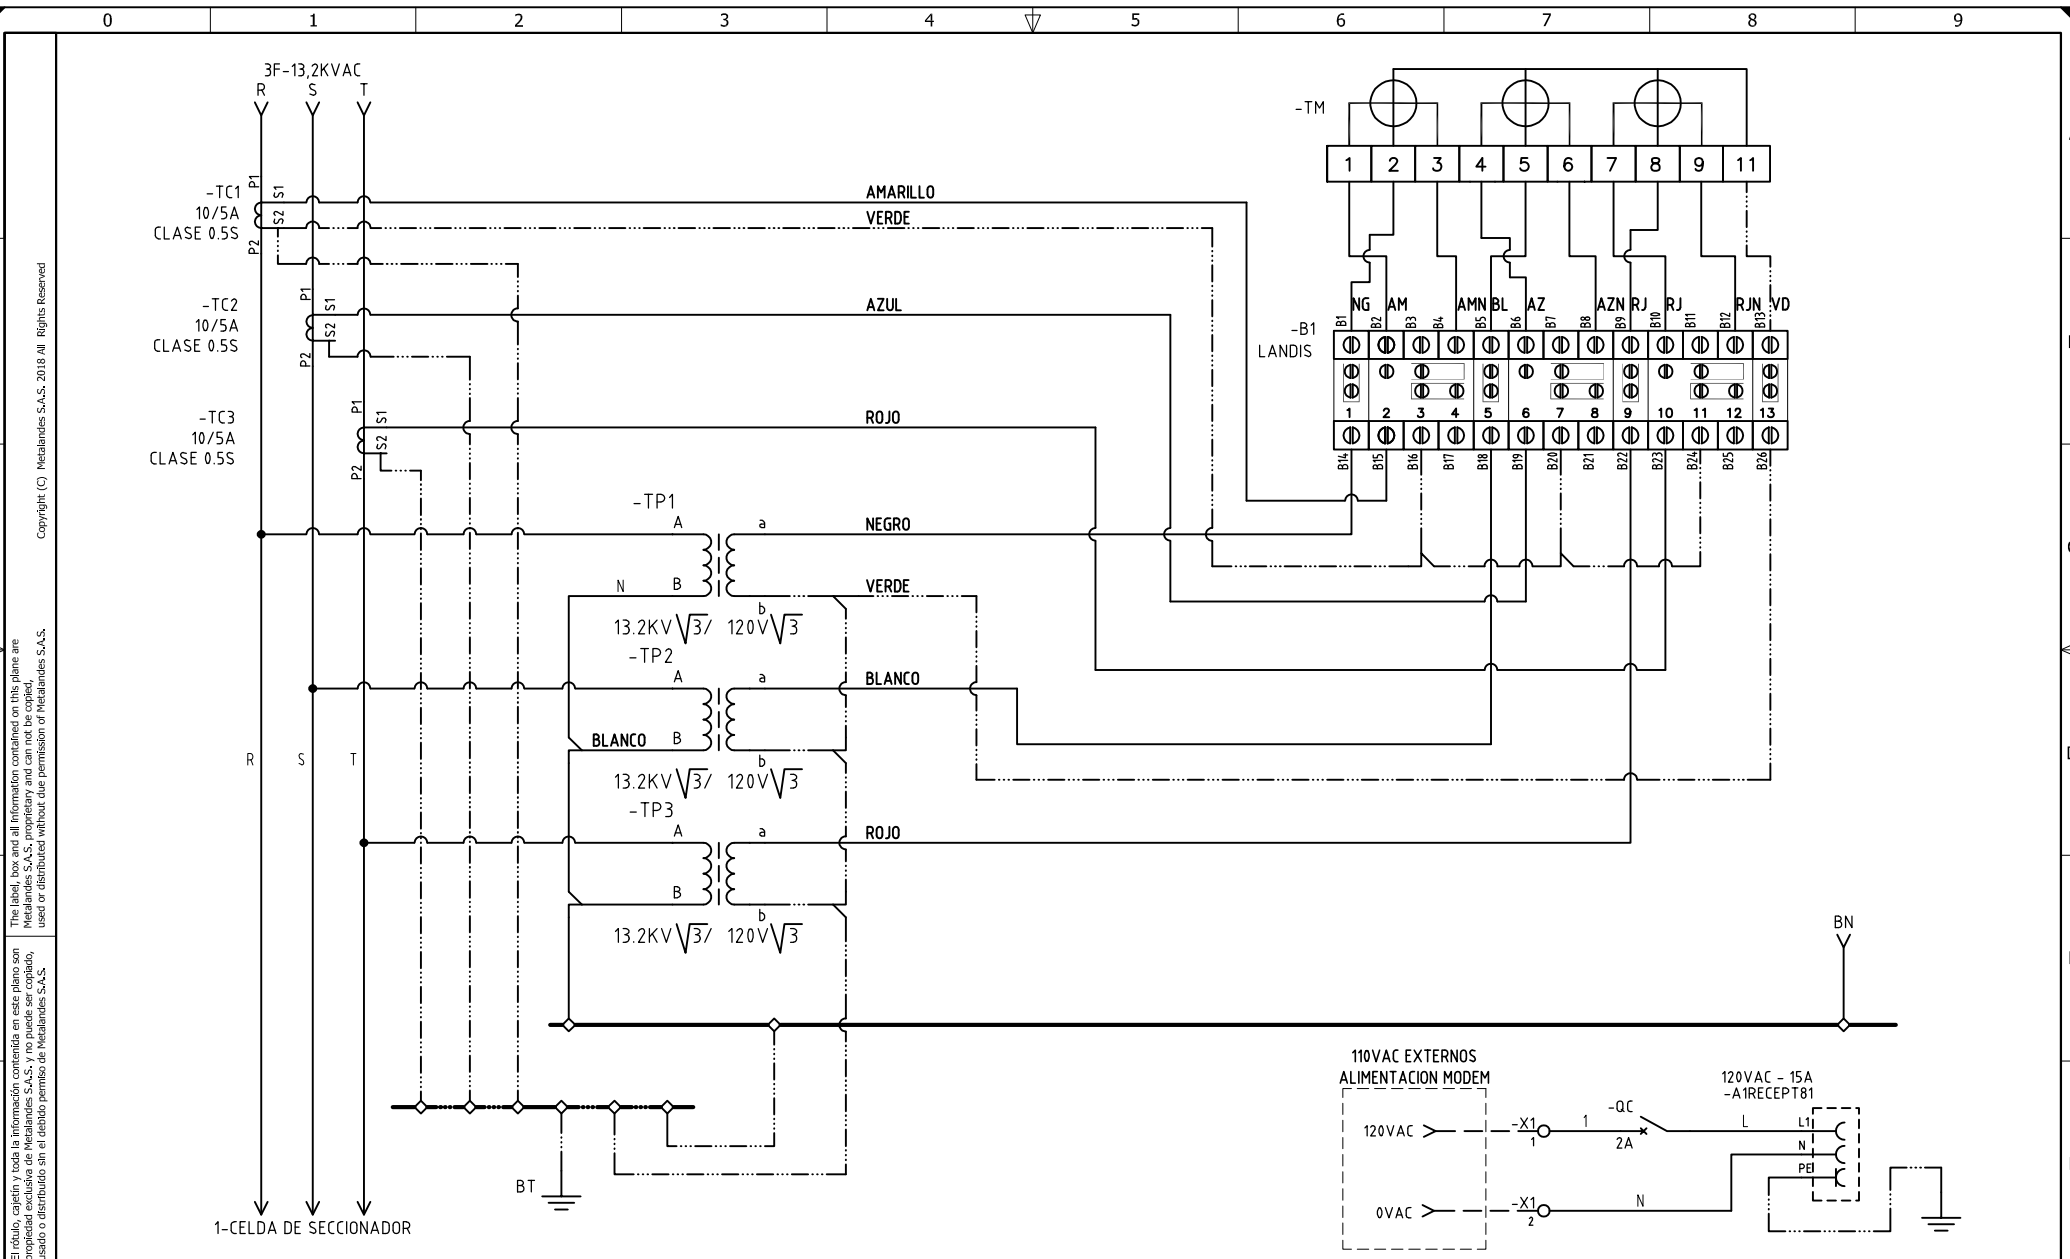 0 1 2 3 4 5 6 7 8 9
3F-13,2KVAC
R S T
-TC1
10/5A
CLASE 0.5S
P1 S1
P2 S2
AMARILLO
VERDE
-TC2
10/5A
CLASE 0.5S
P1 S1
P2 S2
AZUL
-TC3
10/5A
CLASE 0.5S
P1 S1
P2 S2
ROJO
-TM
1 2 3 4 5 6 7 8 9 11
NG AM AMN BL AZ AZN RJ RJ RJN VD
B1 B2 B3 B4 B5 B6 B7 B8 B9 B10 B11 B12 B13
-B1
LANDIS
1 2 3 4 5 6 7 8 9 10 11 12 13
B14 B15 B16 B17 B18 B19 B20 B21 B22 B23 B24 B25 B26
-TP1
A a
NEGRO
N B b
VERDE
13.2KV√3/ 120V√3
-TP2
A a
BLANCO
BLANCO B b
13.2KV√3/ 120V√3
-TP3
A a
ROJO
B b
13.2KV√3/ 120V√3
R S T
BN
BT
1-CELDA DE SECCIONADOR
110VAC EXTERNOS
ALIMENTACION MODEM
120VAC
-X1
1
1
-QC
2A
L
120VAC - 15A
-A1RECEPT81
L1
N
PE
0VAC
-X1
2
N
Copyright (C) Metalandes S.A.S. 2018 All Rights Reserved
The label, box and all information contained on this plane are
Metalandes S.A.S. proprietary and can not be copied,
used or distributed without due permission of Metalandes S.A.S.
El rótulo, cajetín y toda la información contenida en este plano son
propiedad exclusiva de Metalandes S.A.S. y no puede ser copiado,
usado o distribuido sin el debido permiso de Metalandes S.A.S.